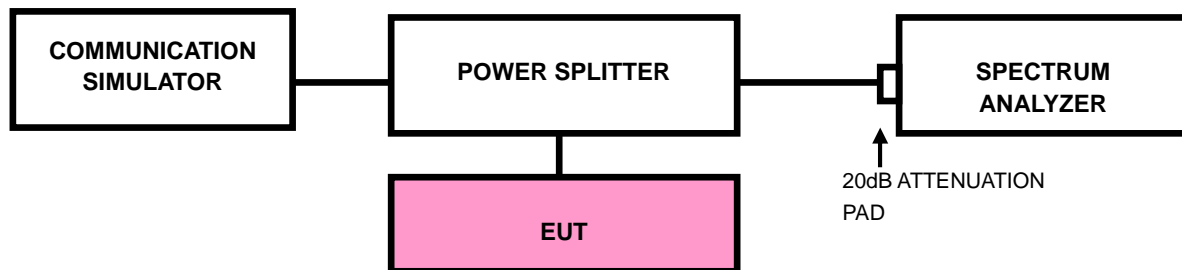 COMMUNICATION
SIMULATOR
POWER SPLITTER
SPECTRUM
ANALYZER
20dB ATTENUATION
PAD
EUT